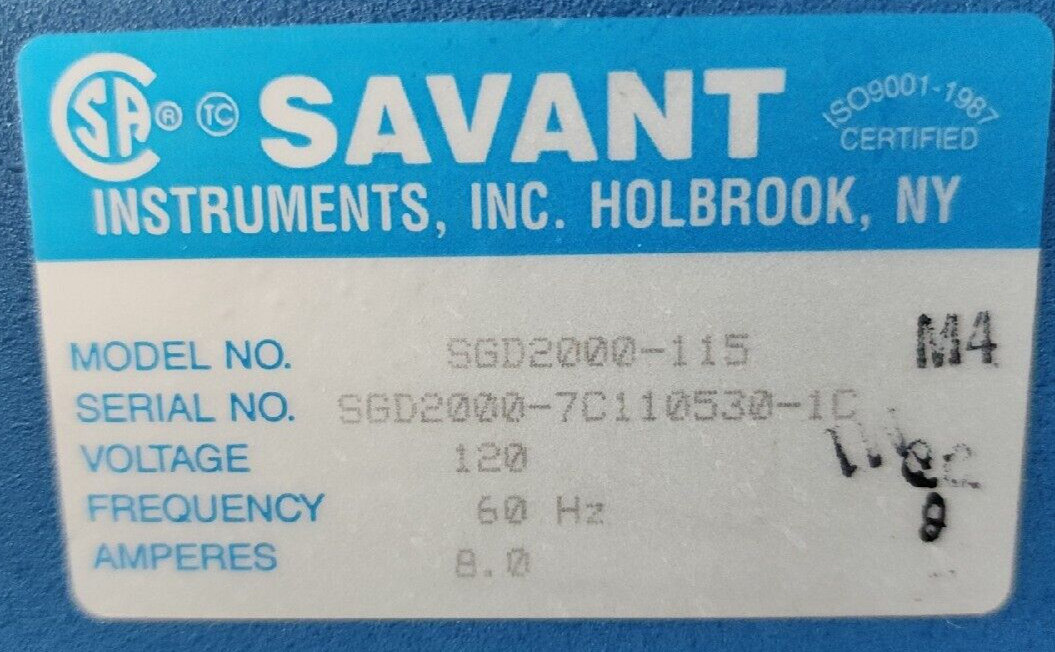 CSA ® TC SAVANT ISO9001-1987
CERTIFIED
INSTRUMENTS, INC. HOLBROOK, NY
MODEL NO. SGD2000-115 M4
SERIAL NO. SGD2000-7C110530-1C
VOLTAGE 120
FREQUENCY 60 Hz
AMPERES 8.0